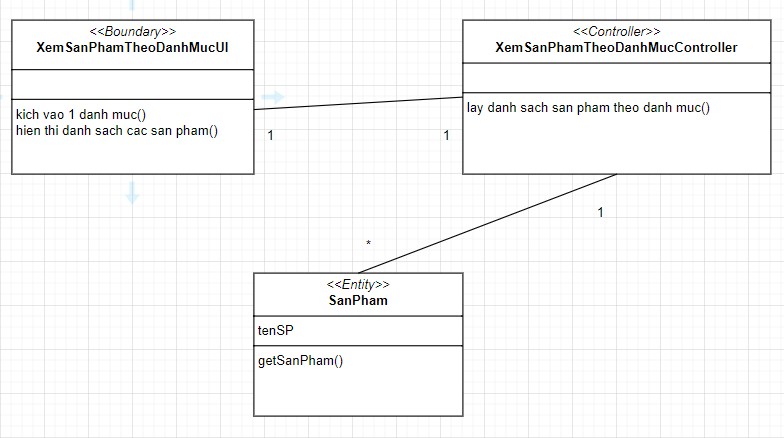 <<Boundary>>
XemSanPhamTheoDanhMucUI
kich vao 1 danh muc()
hien thi danh sach cac san pham()
<<Controller>>
XemSanPhamTheoDanhMucController
lay danh sach san pham theo danh muc()
1
1
1
*
<<Entity>>
SanPham
tenSP
getSanPham()